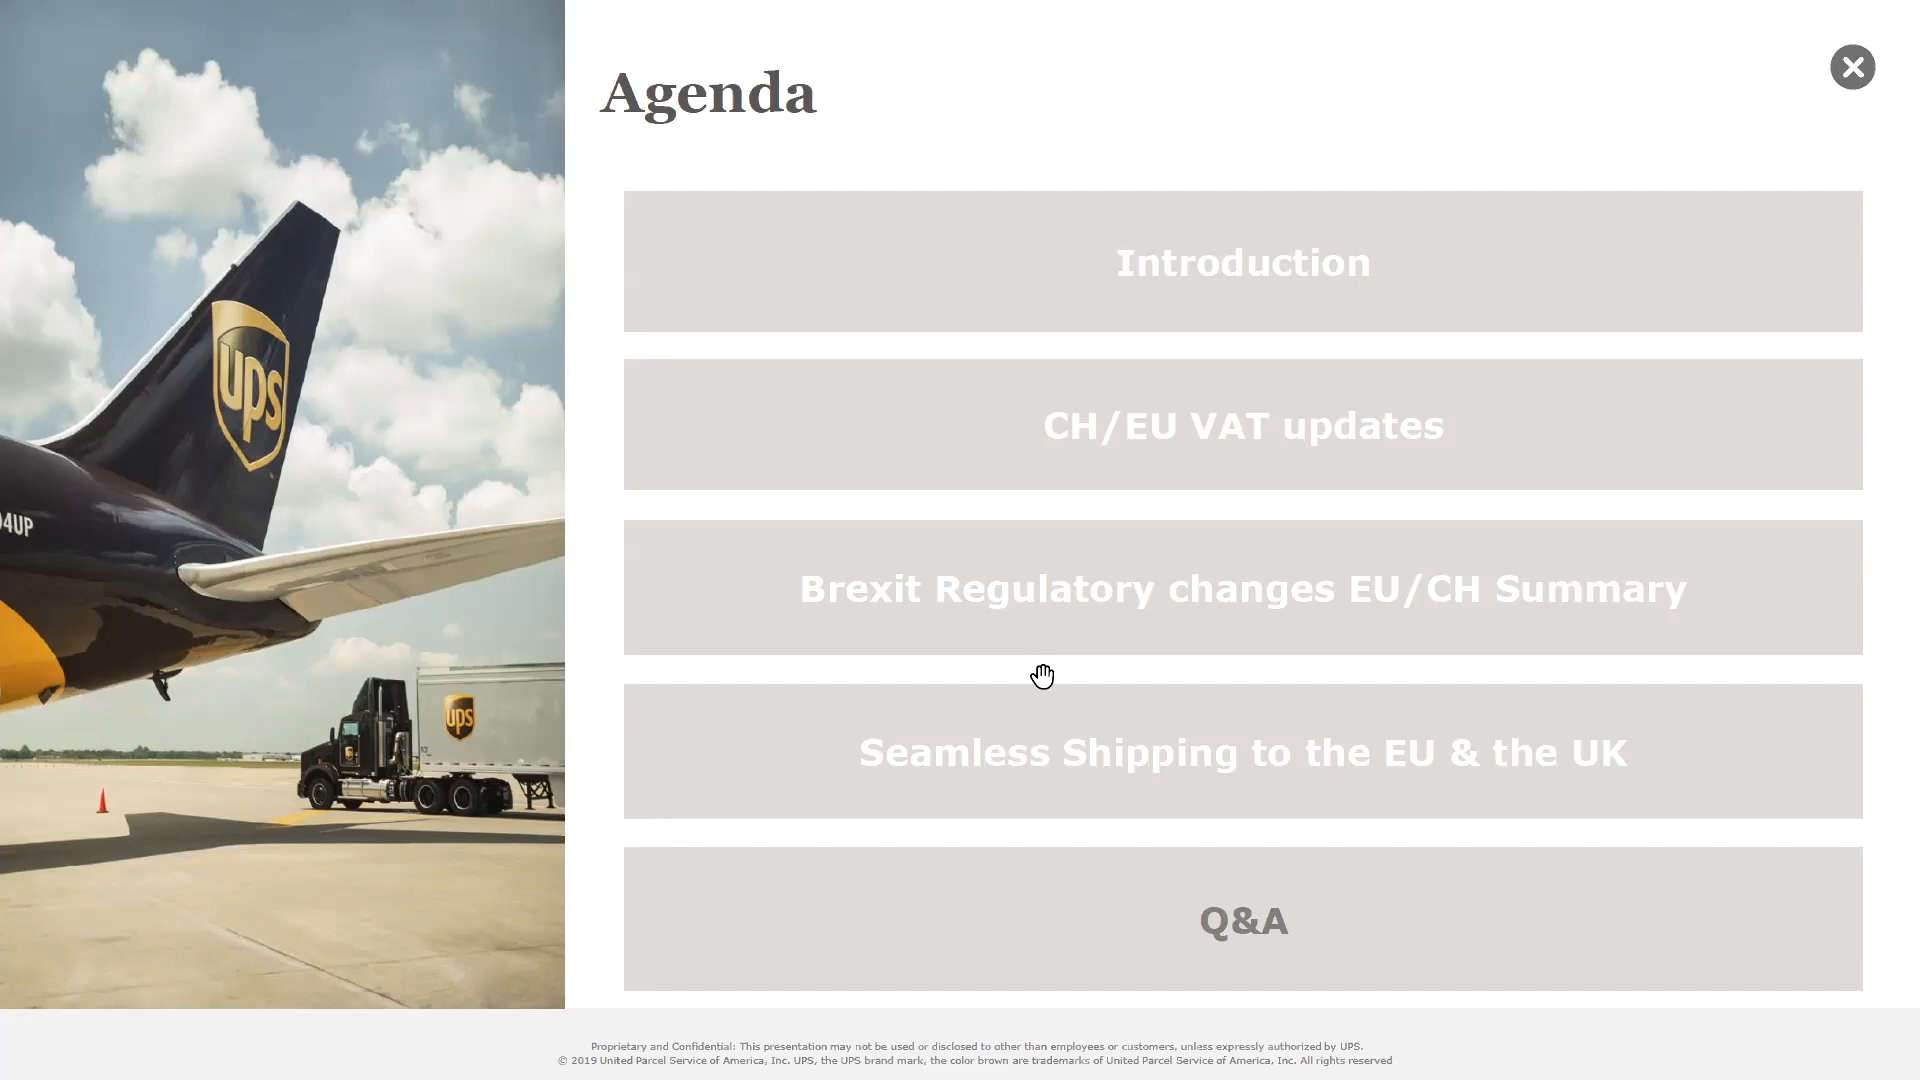 Agenda
Introduction
CH/EU VAT updates
Brexit Regulatory changes EU/CH Summary
Seamless Shipping to the EU & the UK
Q&A
ups
04UP
ups
Proprietary and Confidential: This presentation may not be used or disclosed to other than employees or customers, unless expressly authorized by UPS.
© 2019 United Parcel Service of America, Inc. UPS, the UPS brand mark, the color brown are trademarks of United Parcel Service of America, Inc. All rights reserved